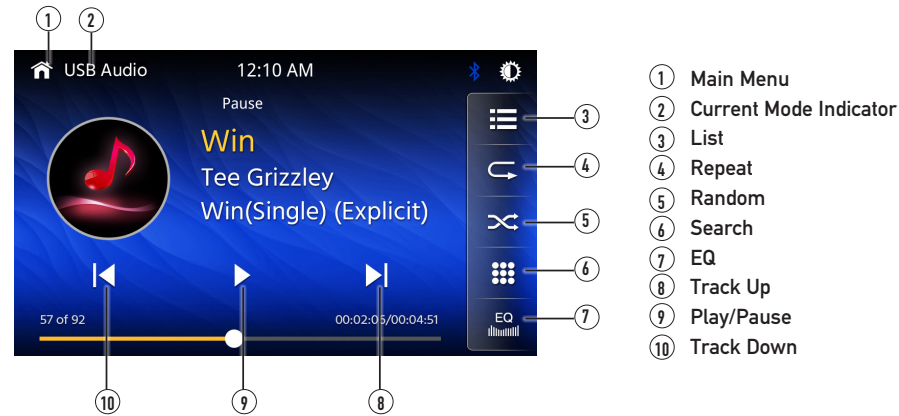 1 2
USB Audio 12:10 AM
Pause
Win
Tee Grizzley
Win(Single) (Explicit)
57 of 92 00:02:05/00:04:51
EQ
3
4
5
6
7
10 9 8
1 Main Menu
2 Current Mode Indicator
3 List
4 Repeat
5 Random
6 Search
7 EQ
8 Track Up
9 Play/Pause
10 Track Down